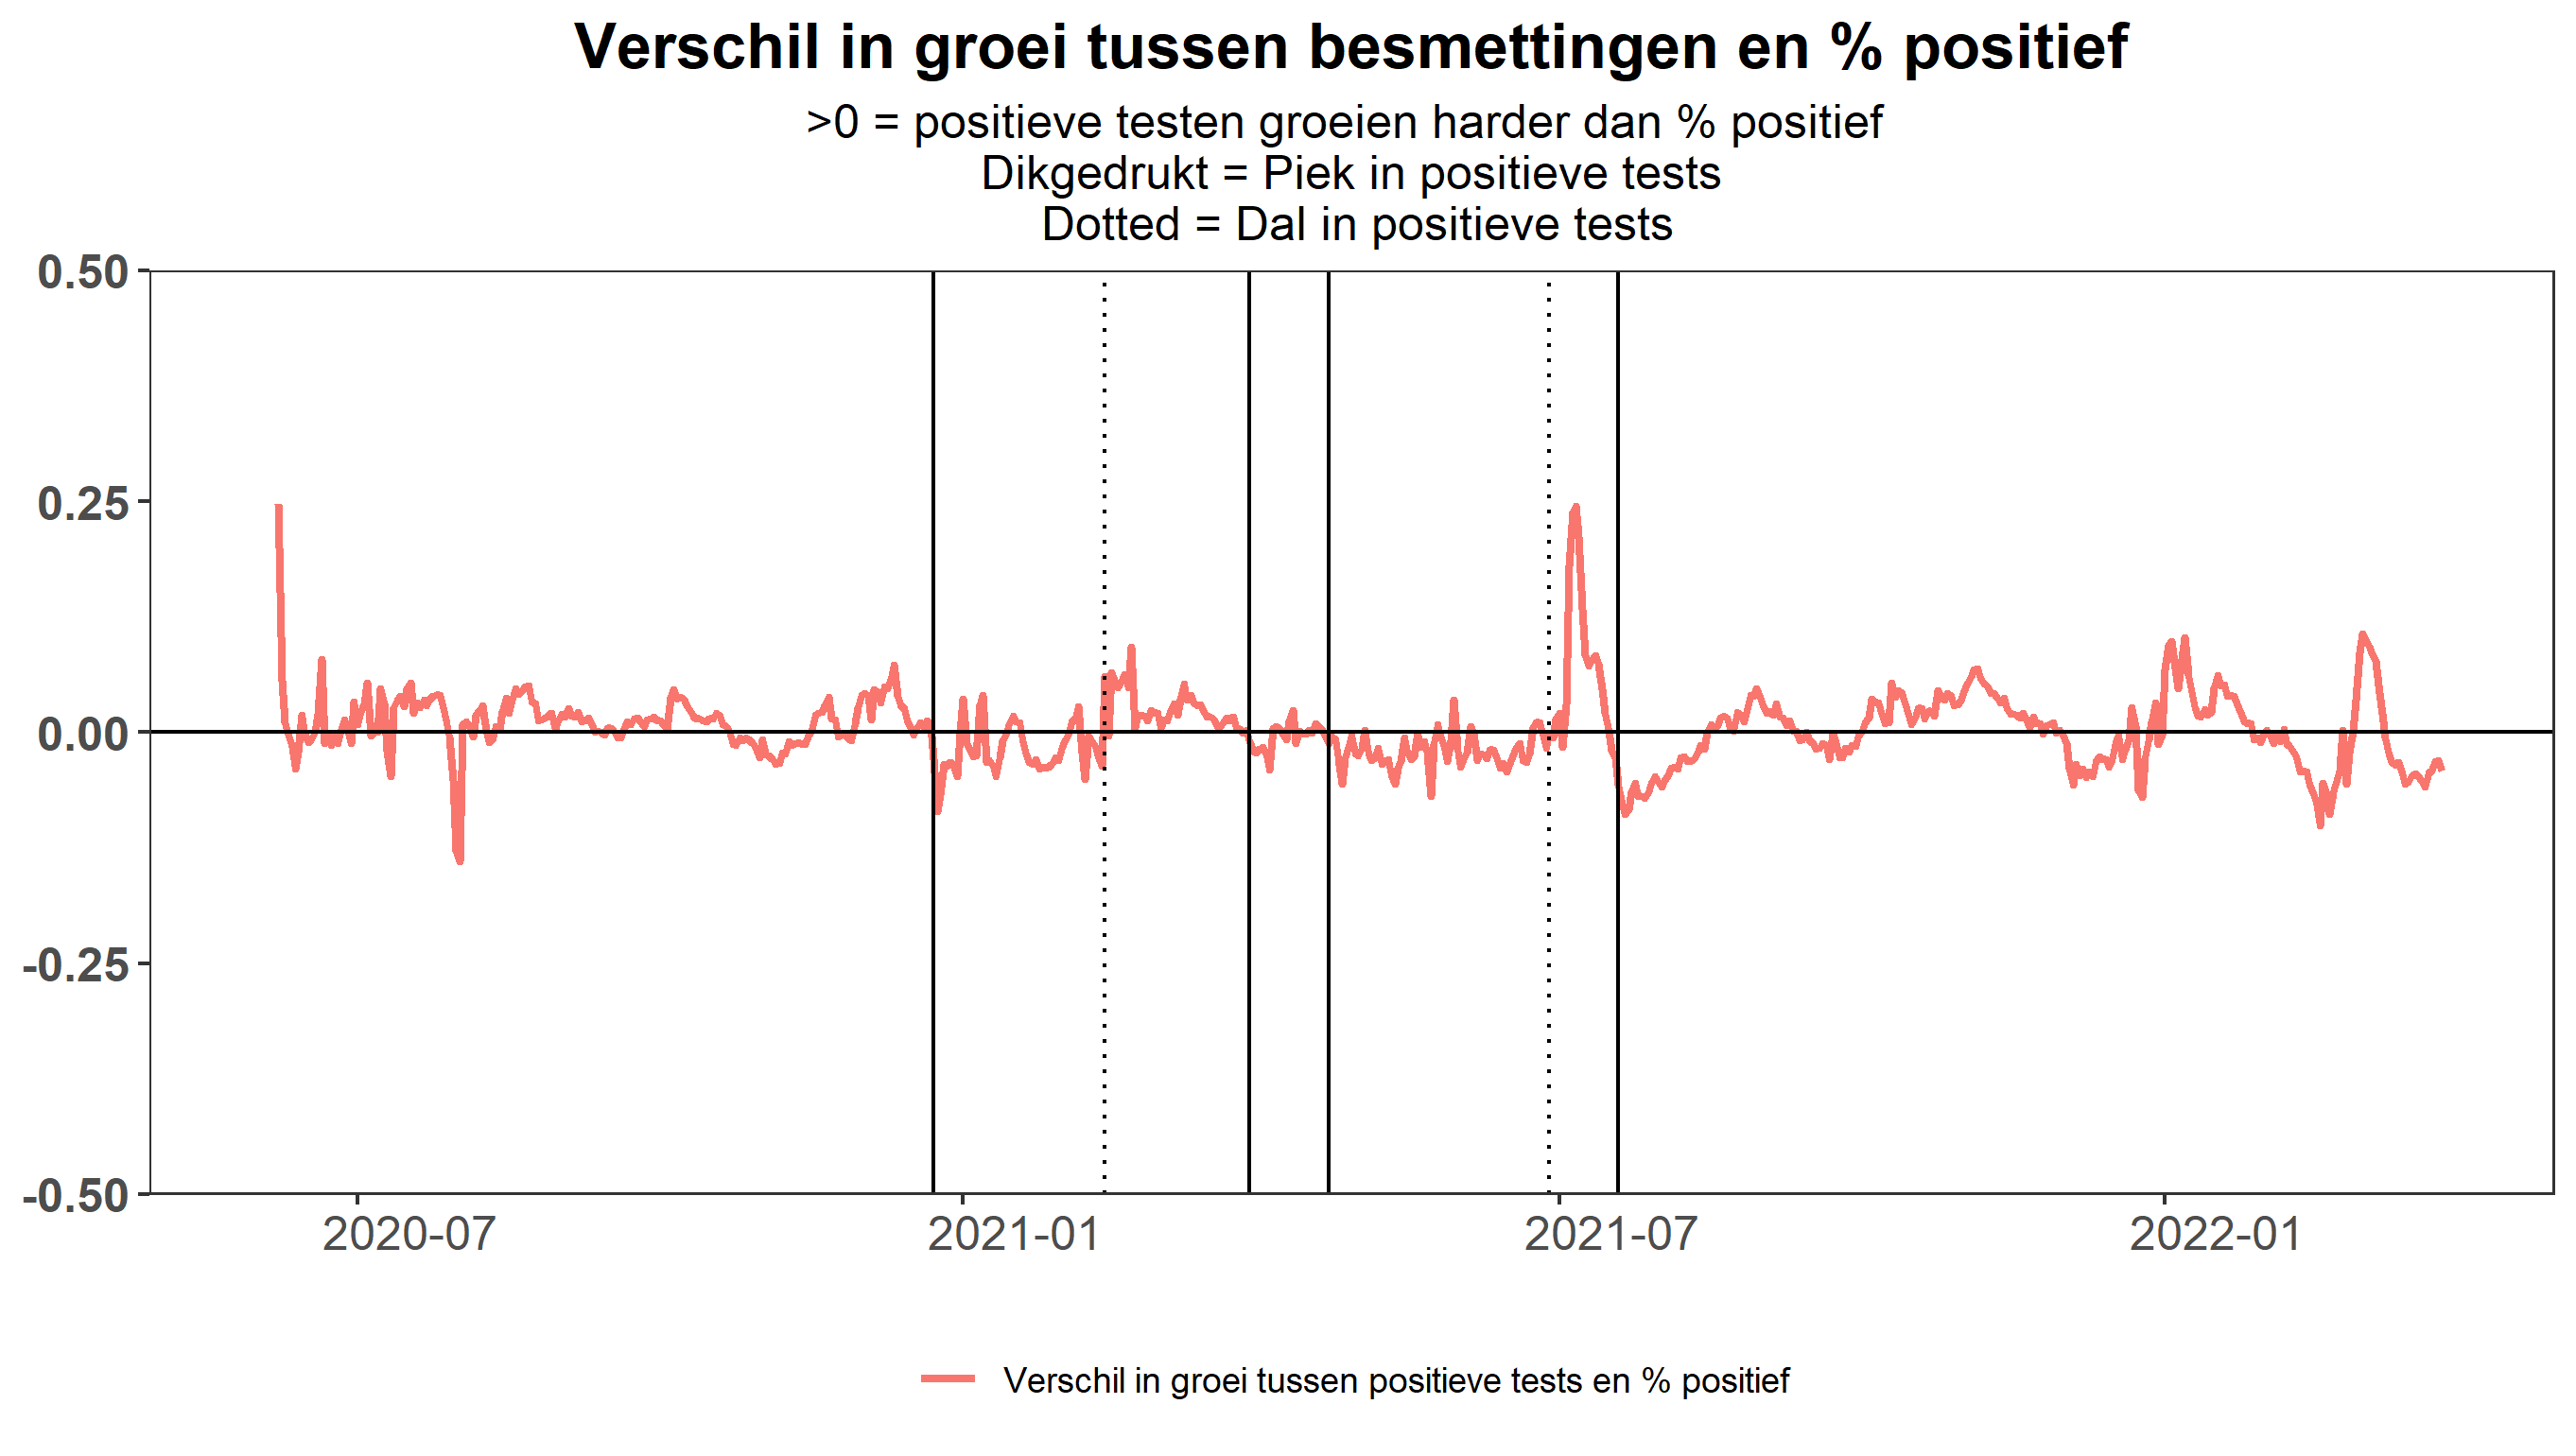 Verschil in groei tussen besmettingen en % positief
>0 = positieve testen groeien harder dan % positief
Dikgedrukt = Piek in positieve tests
Dotted = Dal in positieve tests
0.50
0.25
0.00
-0.25
-0.50
2020-07 2021-01 2021-07 2022-01
Verschil in groei tussen positieve tests en % positief